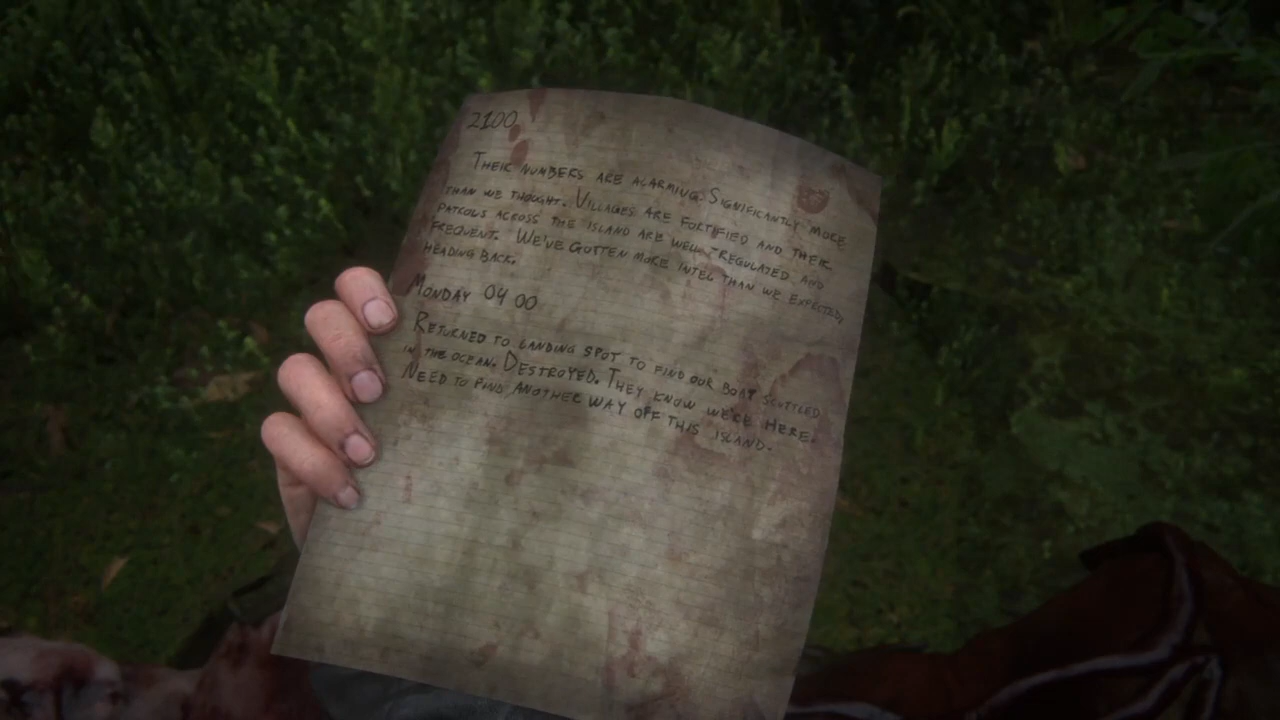 2100
THEIR NUMBERS ARE ALARMING. SIGNIFICANTLY MORE
THAN WE THOUGHT. VILLAGES ARE FORTIFIED AND THEIR
PATROLS ACROSS THE ISLAND ARE WELL-REGULATED AND
FREQUENT. WE'VE GOTTEN MORE INTEL THAN WE EXPECTED,
HEADING BACK.
MONDAY 04 00
RETURNED TO LANDING SPOT TO FIND OUR BOAT SCUTTLED
IN THE OCEAN. DESTROYED. THEY KNOW WE'RE HERE.
NEED TO FIND ANOTHER WAY OFF THIS ISLAND.